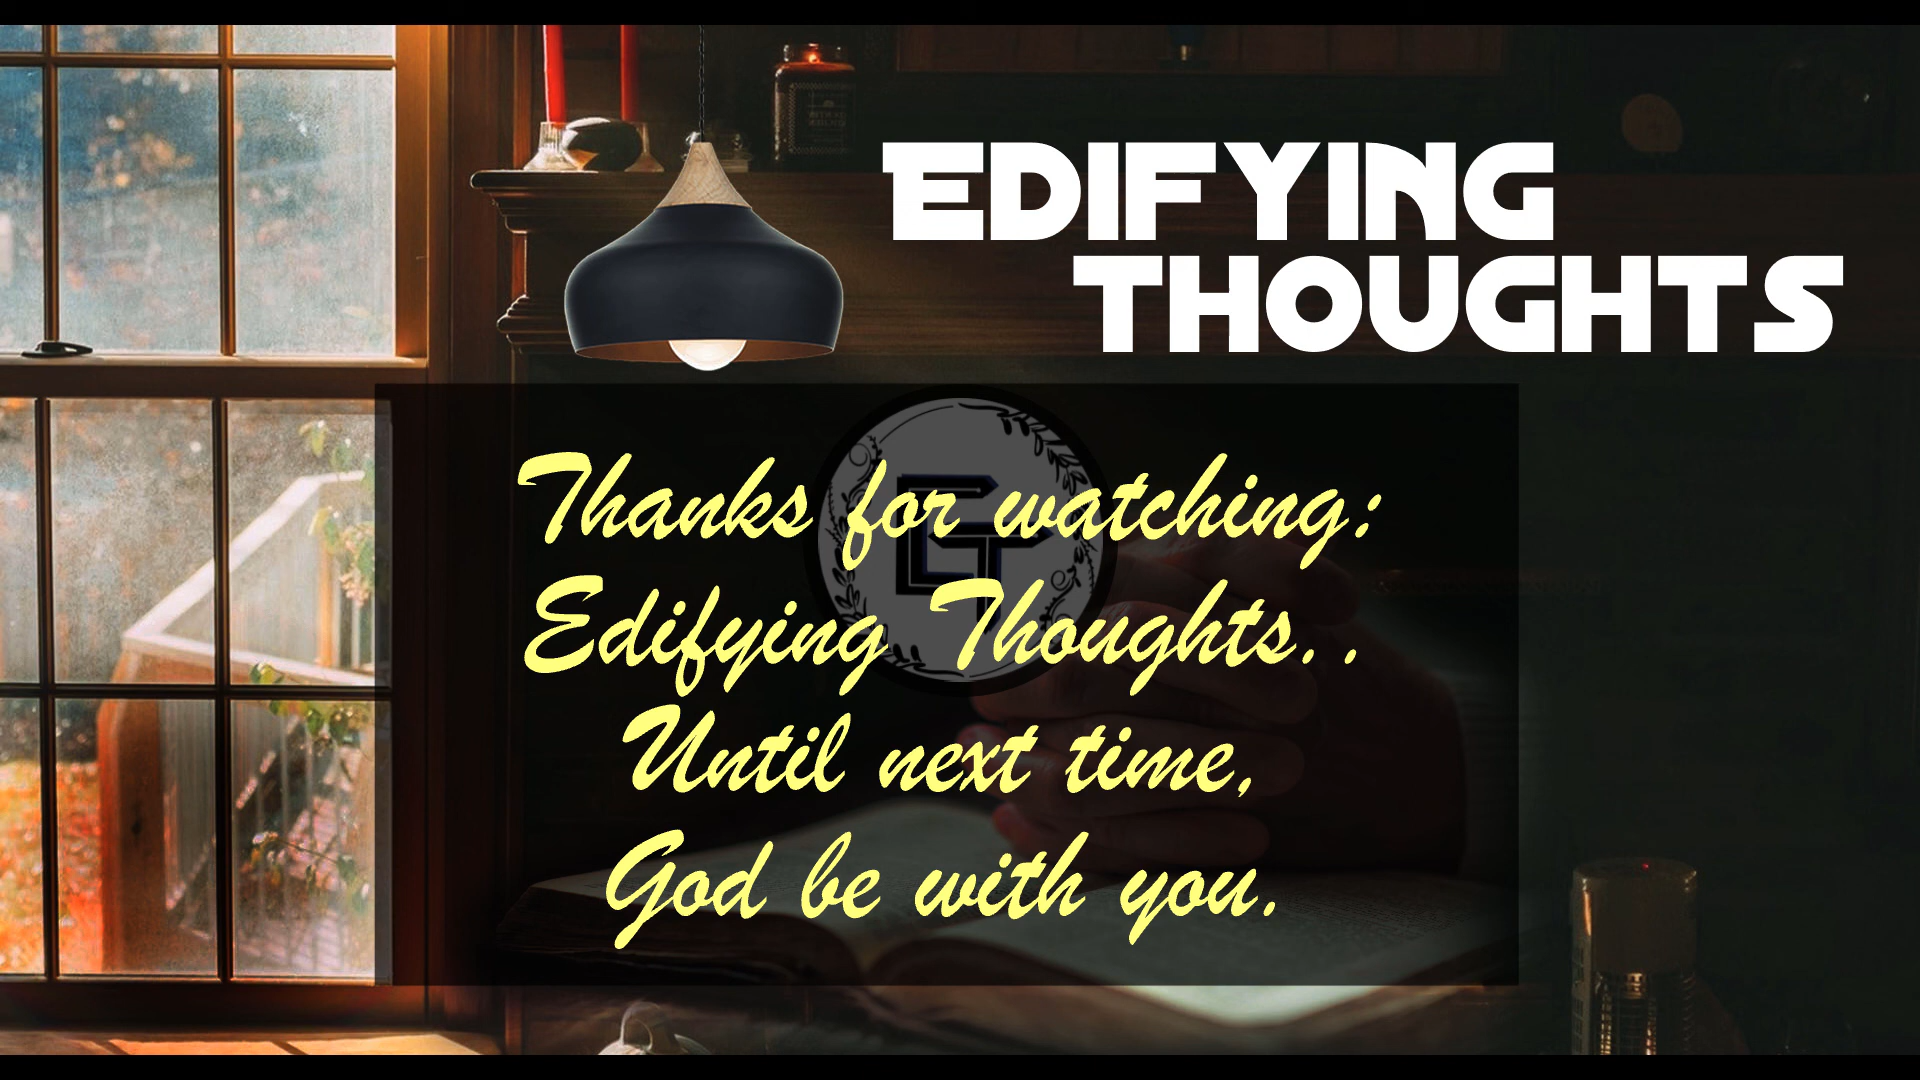 EDIFYING
THOUGHTS
Thanks for watching:
Edifying Thoughts..
Until next time,
God be with you.